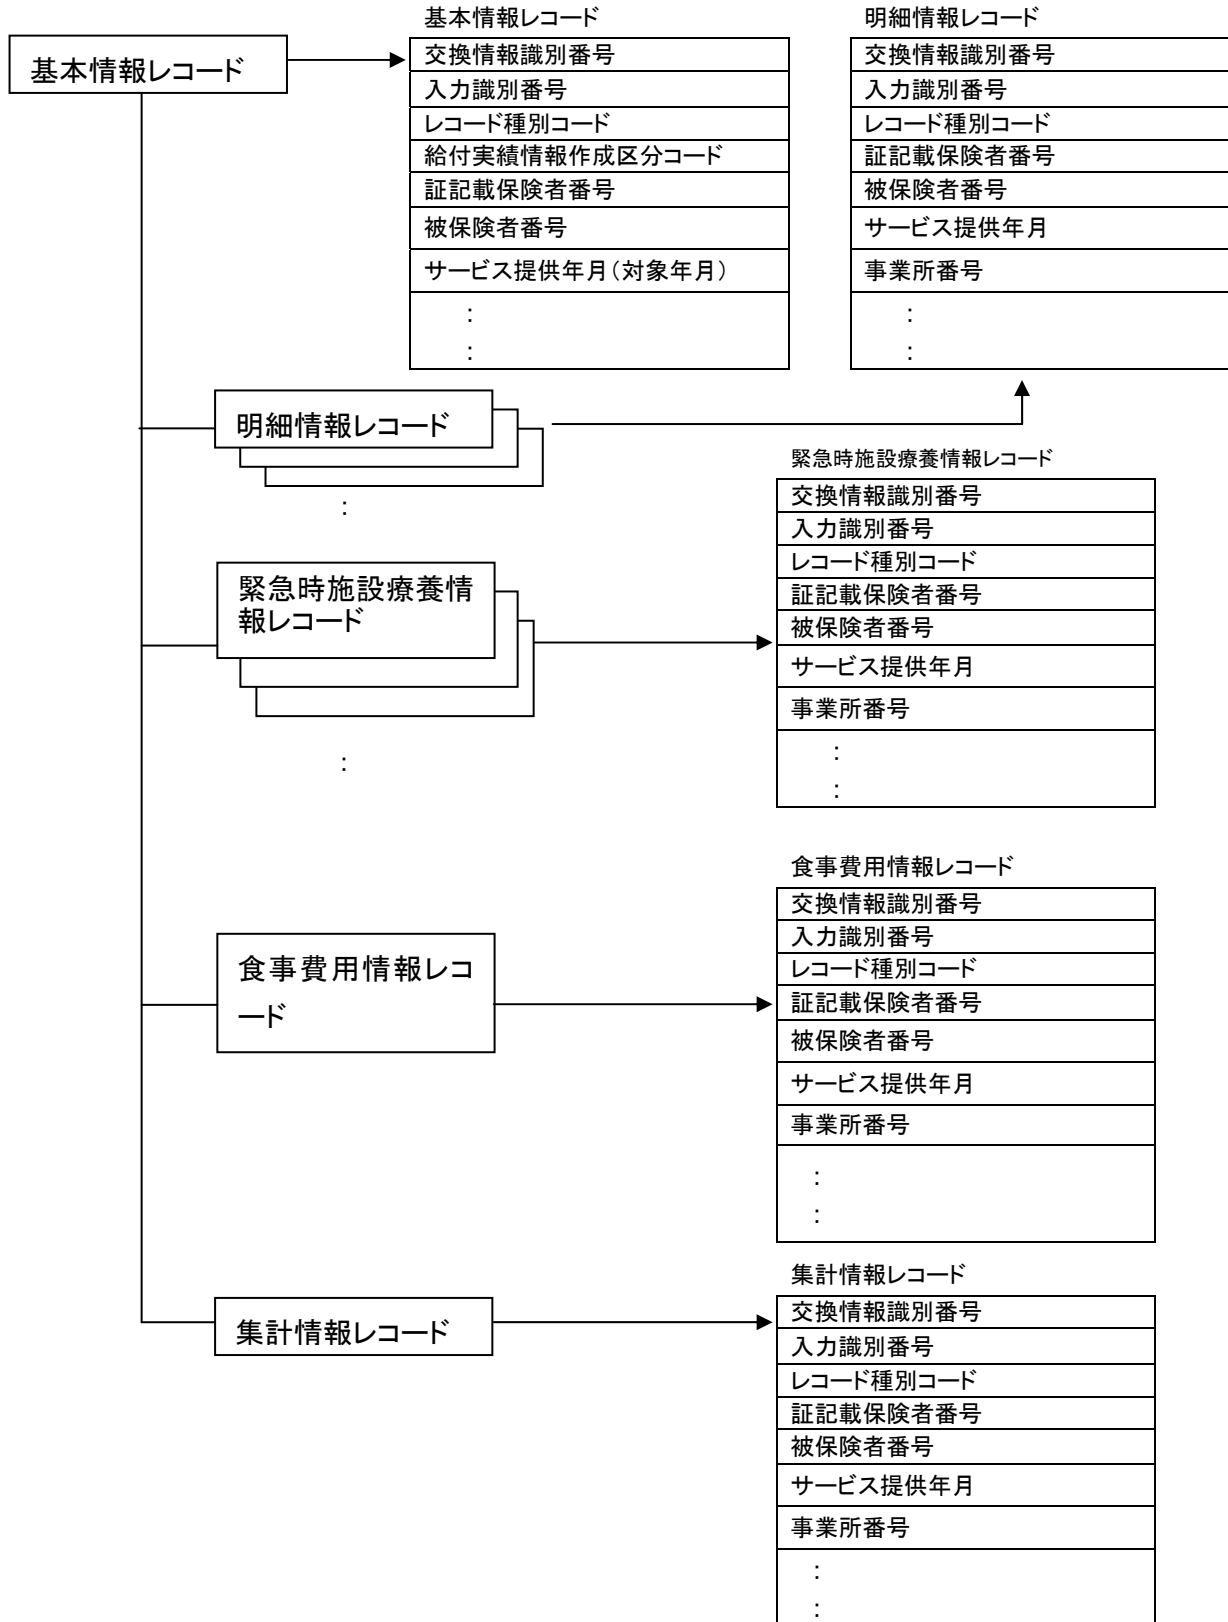 基本情報レコード
基本情報レコード
交換情報識別番号
入力識別番号
レコード種別コード
給付実績情報作成区分コード
証記載保険者番号
被保険者番号
サービス提供年月(対象年月)
:
:
明細情報レコード
交換情報識別番号
入力識別番号
レコード種別コード
証記載保険者番号
被保険者番号
サービス提供年月
事業所番号
:
:
明細情報レコード
:
緊急時施設療養情報レコード
交換情報識別番号
入力識別番号
レコード種別コード
証記載保険者番号
被保険者番号
サービス提供年月
事業所番号
:
:
緊急時施設療養情
報レコード
:
食事費用情報レコード
交換情報識別番号
入力識別番号
レコード種別コード
証記載保険者番号
被保険者番号
サービス提供年月
事業所番号
:
:
食事費用情報レコ
ード
集計情報レコード
交換情報識別番号
入力識別番号
レコード種別コード
証記載保険者番号
被保険者番号
サービス提供年月
事業所番号
:
:
集計情報レコード